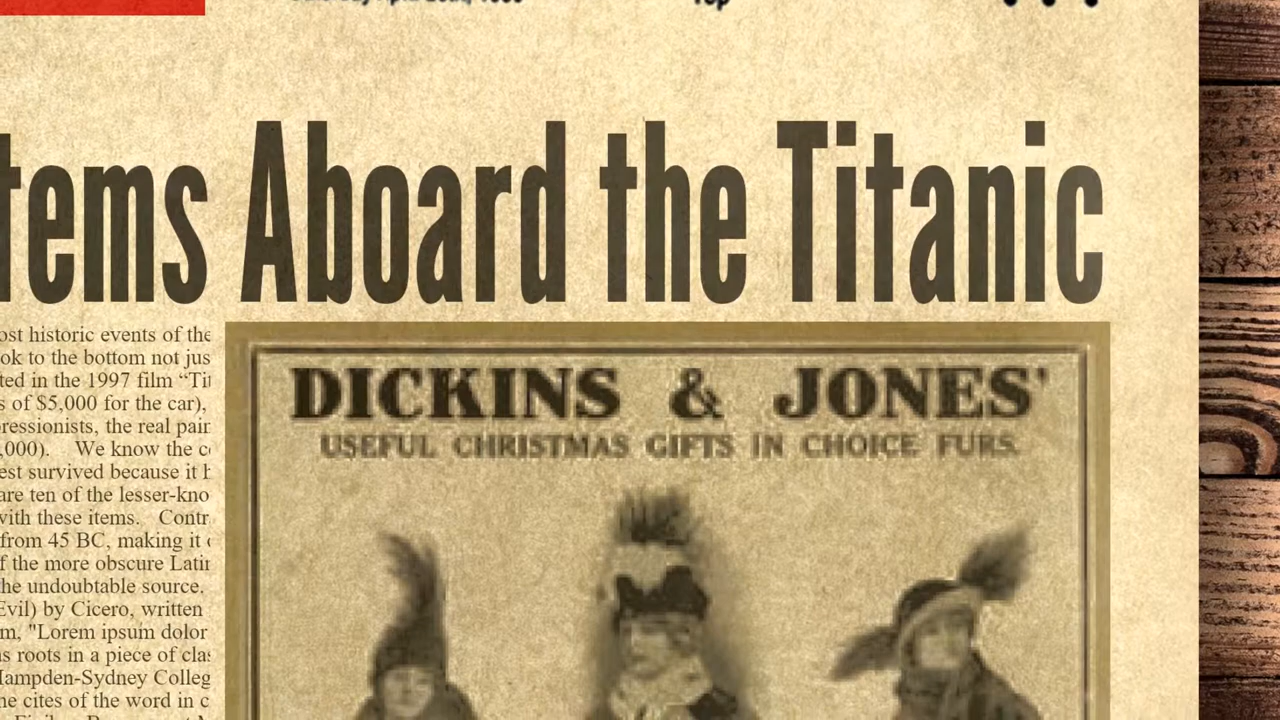 tems Aboard the Titanic
ost historic events of the
ok to the bottom not jus
ted in the 1997 film “Tit
s of $5,000 for the car),
pressionists, the real pair
,000). We know the c
est survived because it h
are ten of the lesser-kno
with these items. Contr
from 45 BC, making it
f the more obscure Latin
the undoubtable source.
Evil) by Cicero, written
m, "Lorem ipsum dolor
as roots in a piece of clas
Hampden-Sydney Colleg
he cites of the word in c
DICKINS & JONES'
USEFUL CHRISTMAS GIFTS IN CHOICE FURS.